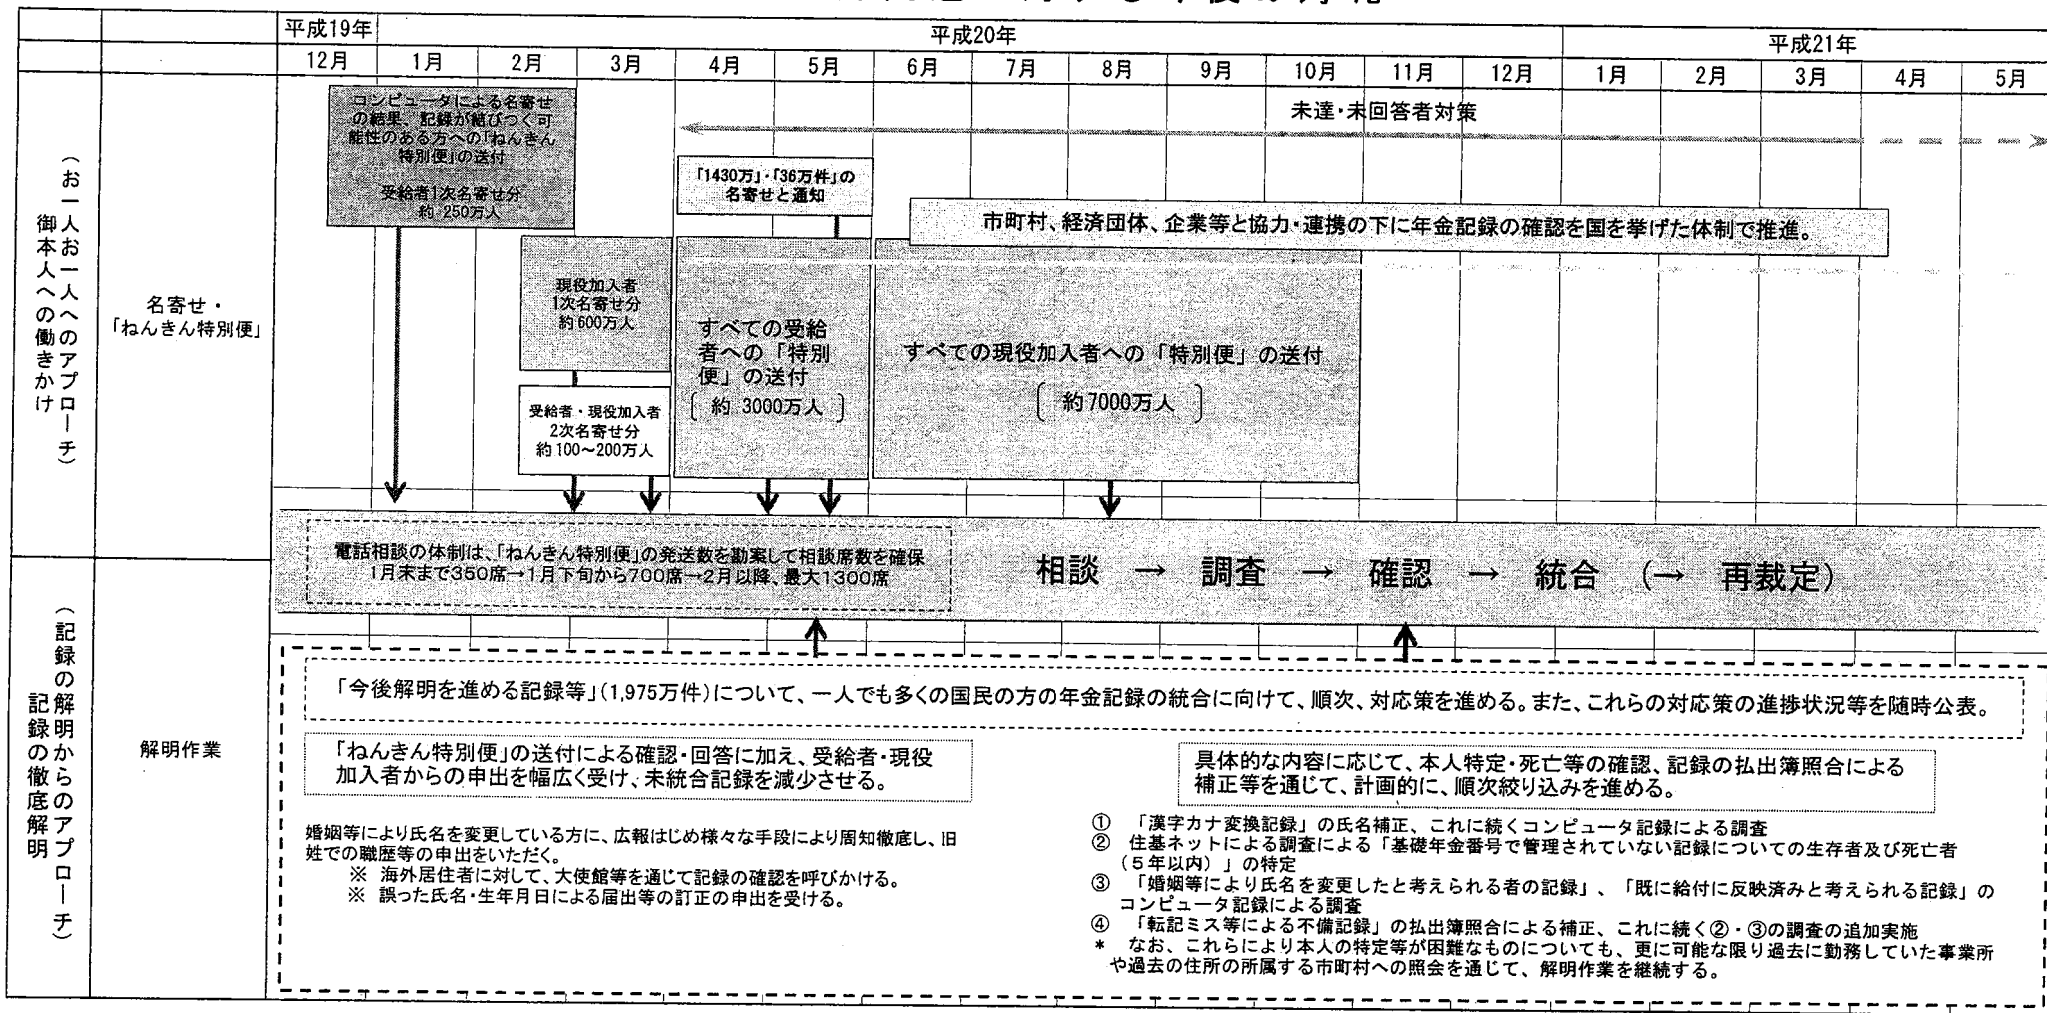 平成19年
平成20年
平成21年
12月
1月
2月
3月
4月
5月
6月
7月
8月
9月
10月
11月
12月
1月
2月
3月
4月
5月
御本人への働きかけ
（お一人お一人へのアプローチ）
名寄せ・
「ねんきん特別便」
コンピュータによる名寄せ
の結果、記録が結びつく可
能性のある方への「ねんきん
特別便」の送付
受給者1次名寄せ分
約 250万人
未達・未回答者対策
「1430万」・「36万件」の
名寄せと通知
市町村、経済団体、企業等と協力・連携の下に年金記録の確認を国を挙げた体制で推進。
現役加入者
1次名寄せ分
約600万人
受給者・現役加入者
2次名寄せ分
約100～200万人
すべての受給
者への「特別
便」の送付
〔 約 3000万人 〕
すべての現役加入者への「特別便」の送付
〔 約7000万人 〕
電話相談の体制は、「ねんきん特別便」の発送数を勘案して相談席数を確保
1月末まで350席→1月下旬から700席→2月以降、最大1300席
相談 → 調査 → 確認 → 統合 (→ 再裁定)
記録の徹底解明
（記録の解明からのアプローチ）
解明作業
「今後解明を進める記録等」(1,975万件)について、一人でも多くの国民の方の年金記録の統合に向けて、順次、対応策を進める。また、これらの対応策の進捗状況等を随時公表。
「ねんきん特別便」の送付による確認・回答に加え、受給者・現役
加入者からの申出を幅広く受け、未統合記録を減少させる。
婚姻等により氏名を変更している方に、広報はじめ様々な手段により周知徹底し、旧
姓での職歴等の申出をいただく。
※ 海外居住者に対して、大使館等を通じて記録の確認を呼びかける。
※ 誤った氏名・生年月日による届出等の訂正の申出を受ける。
具体的な内容に応じて、本人特定・死亡等の確認、記録の払出簿照合による
補正等を通じて、計画的に、順次絞り込みを進める。
① 「漢字カナ変換記録」の氏名補正、これに続くコンピュータ記録による調査
② 住基ネットによる調査による「基礎年金番号で管理されていない記録についての生存者及び死亡者
（5年以内）」の特定
③ 「婚姻等により氏名を変更したと考えられる者の記録」、「既に給付に反映済みと考えられる記録」の
コンピュータ記録による調査
④ 「転記ミス等による不備記録」の払出簿照合による補正、これに続く②・③の調査の追加実施
* なお、これらにより本人の特定等が困難なものについても、更に可能な限り過去に勤務していた事業所
や過去の住所の所属する市町村への照会を通じて、解明作業を継続する。